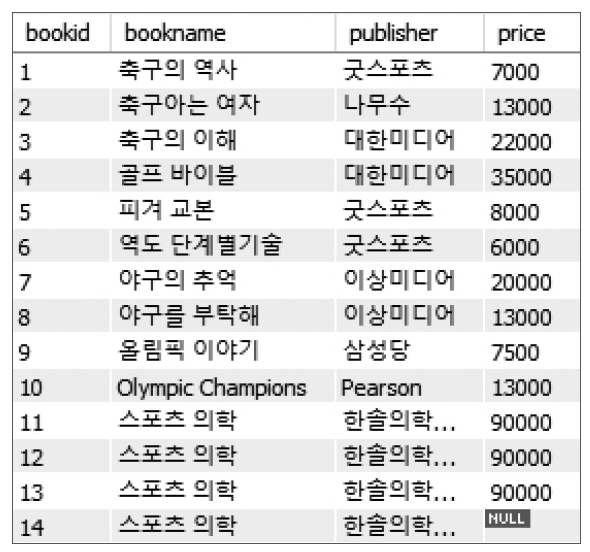 bookid bookname publisher price
1 축구의 역사 굿스포츠 7000
2 축구아는 여자 나무수 13000
3 축구의 이해 대한미디어 22000
4 골프 바이블 대한미디어 35000
5 피겨 교본 굿스포츠 8000
6 역도 단계별기술 굿스포츠 6000
7 야구의 추억 이상미디어 20000
8 야구를 부탁해 이상미디어 13000
9 올림픽 이야기 삼성당 7500
10 Olympic Champions Pearson 13000
11 스포츠 의학 한솔의학... 90000
12 스포츠 의학 한솔의학... 90000
13 스포츠 의학 한솔의학... 90000
14 스포츠 의학 한솔의학... NULL